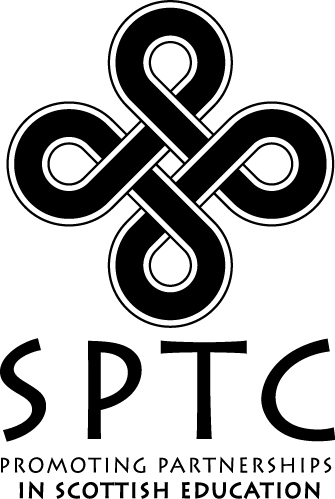 SPTC
PROMOTING PARTNERSHIPS
IN SCOTTISH EDUCATION